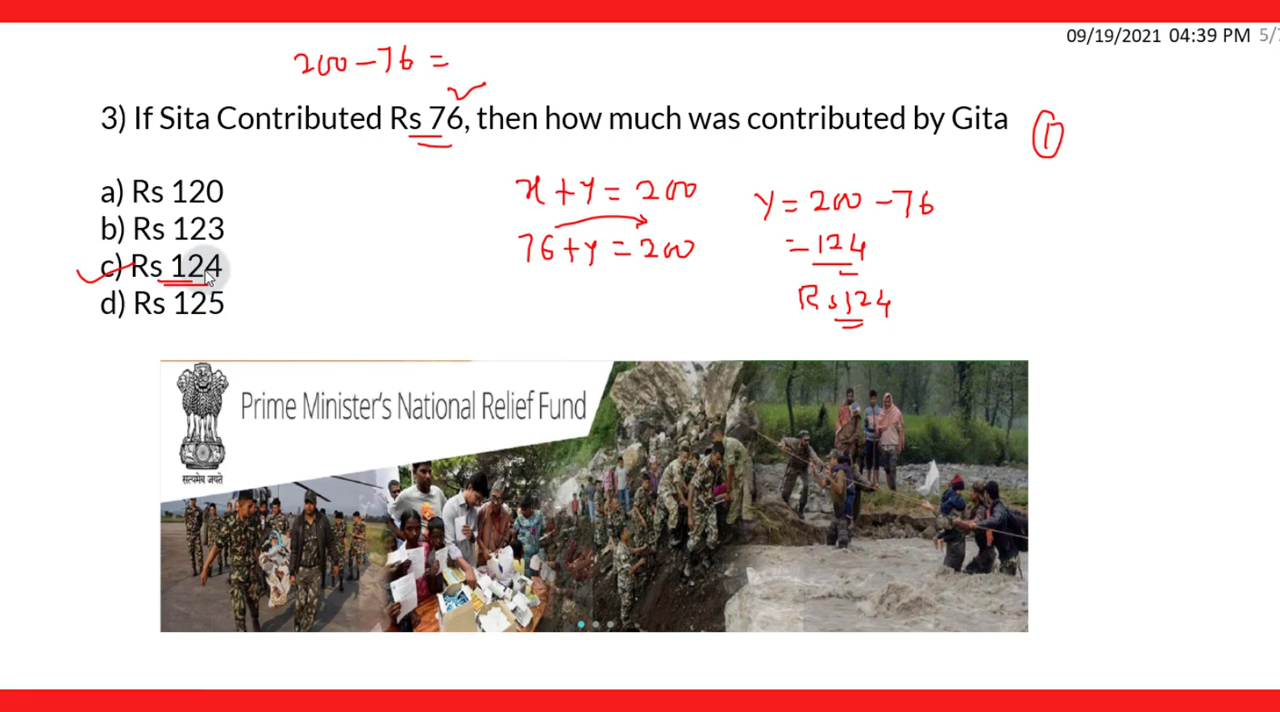 09/19/2021 04:39 PM 5/7
200 - 76 =
3) If Sita Contributed Rs 76, then how much was contributed by Gita
1
a) Rs 120
b) Rs 123
c) Rs 124
d) Rs 125
x + y = 200
76 + y = 200
y = 200 - 76
= 124
Rs 124
Prime Minister's National Relief Fund
सत्यमेव जयते